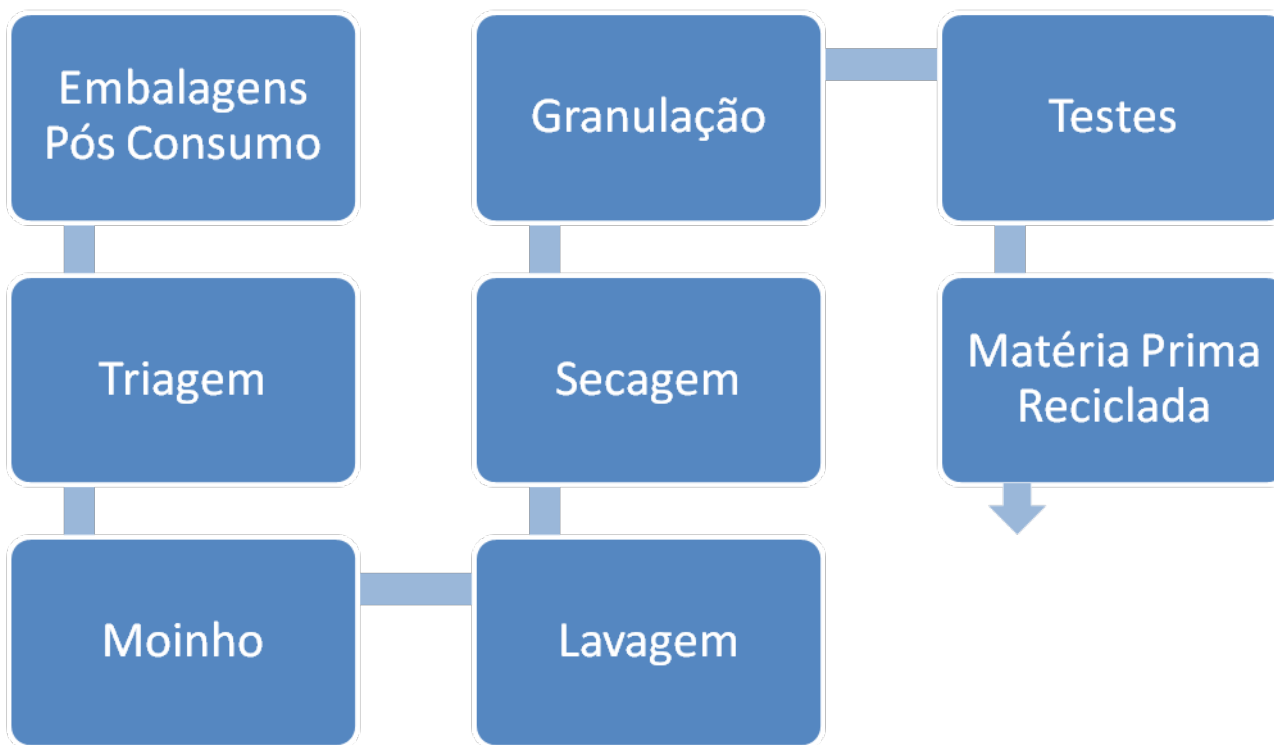 Embalagens
Pós Consumo
Triagem
Moinho
Lavagem
Secagem
Granulação
Testes
Matéria Prima
Reciclada